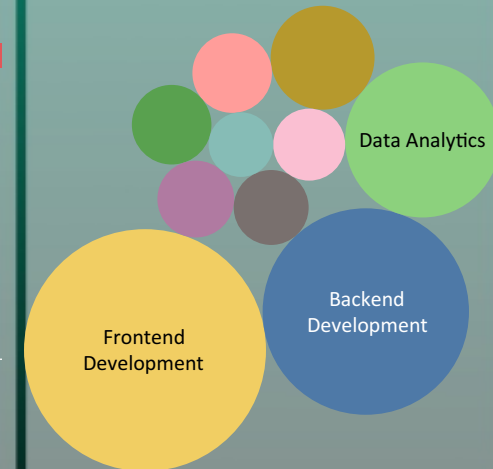 Data Analytics
Backend
Development
Frontend
Development